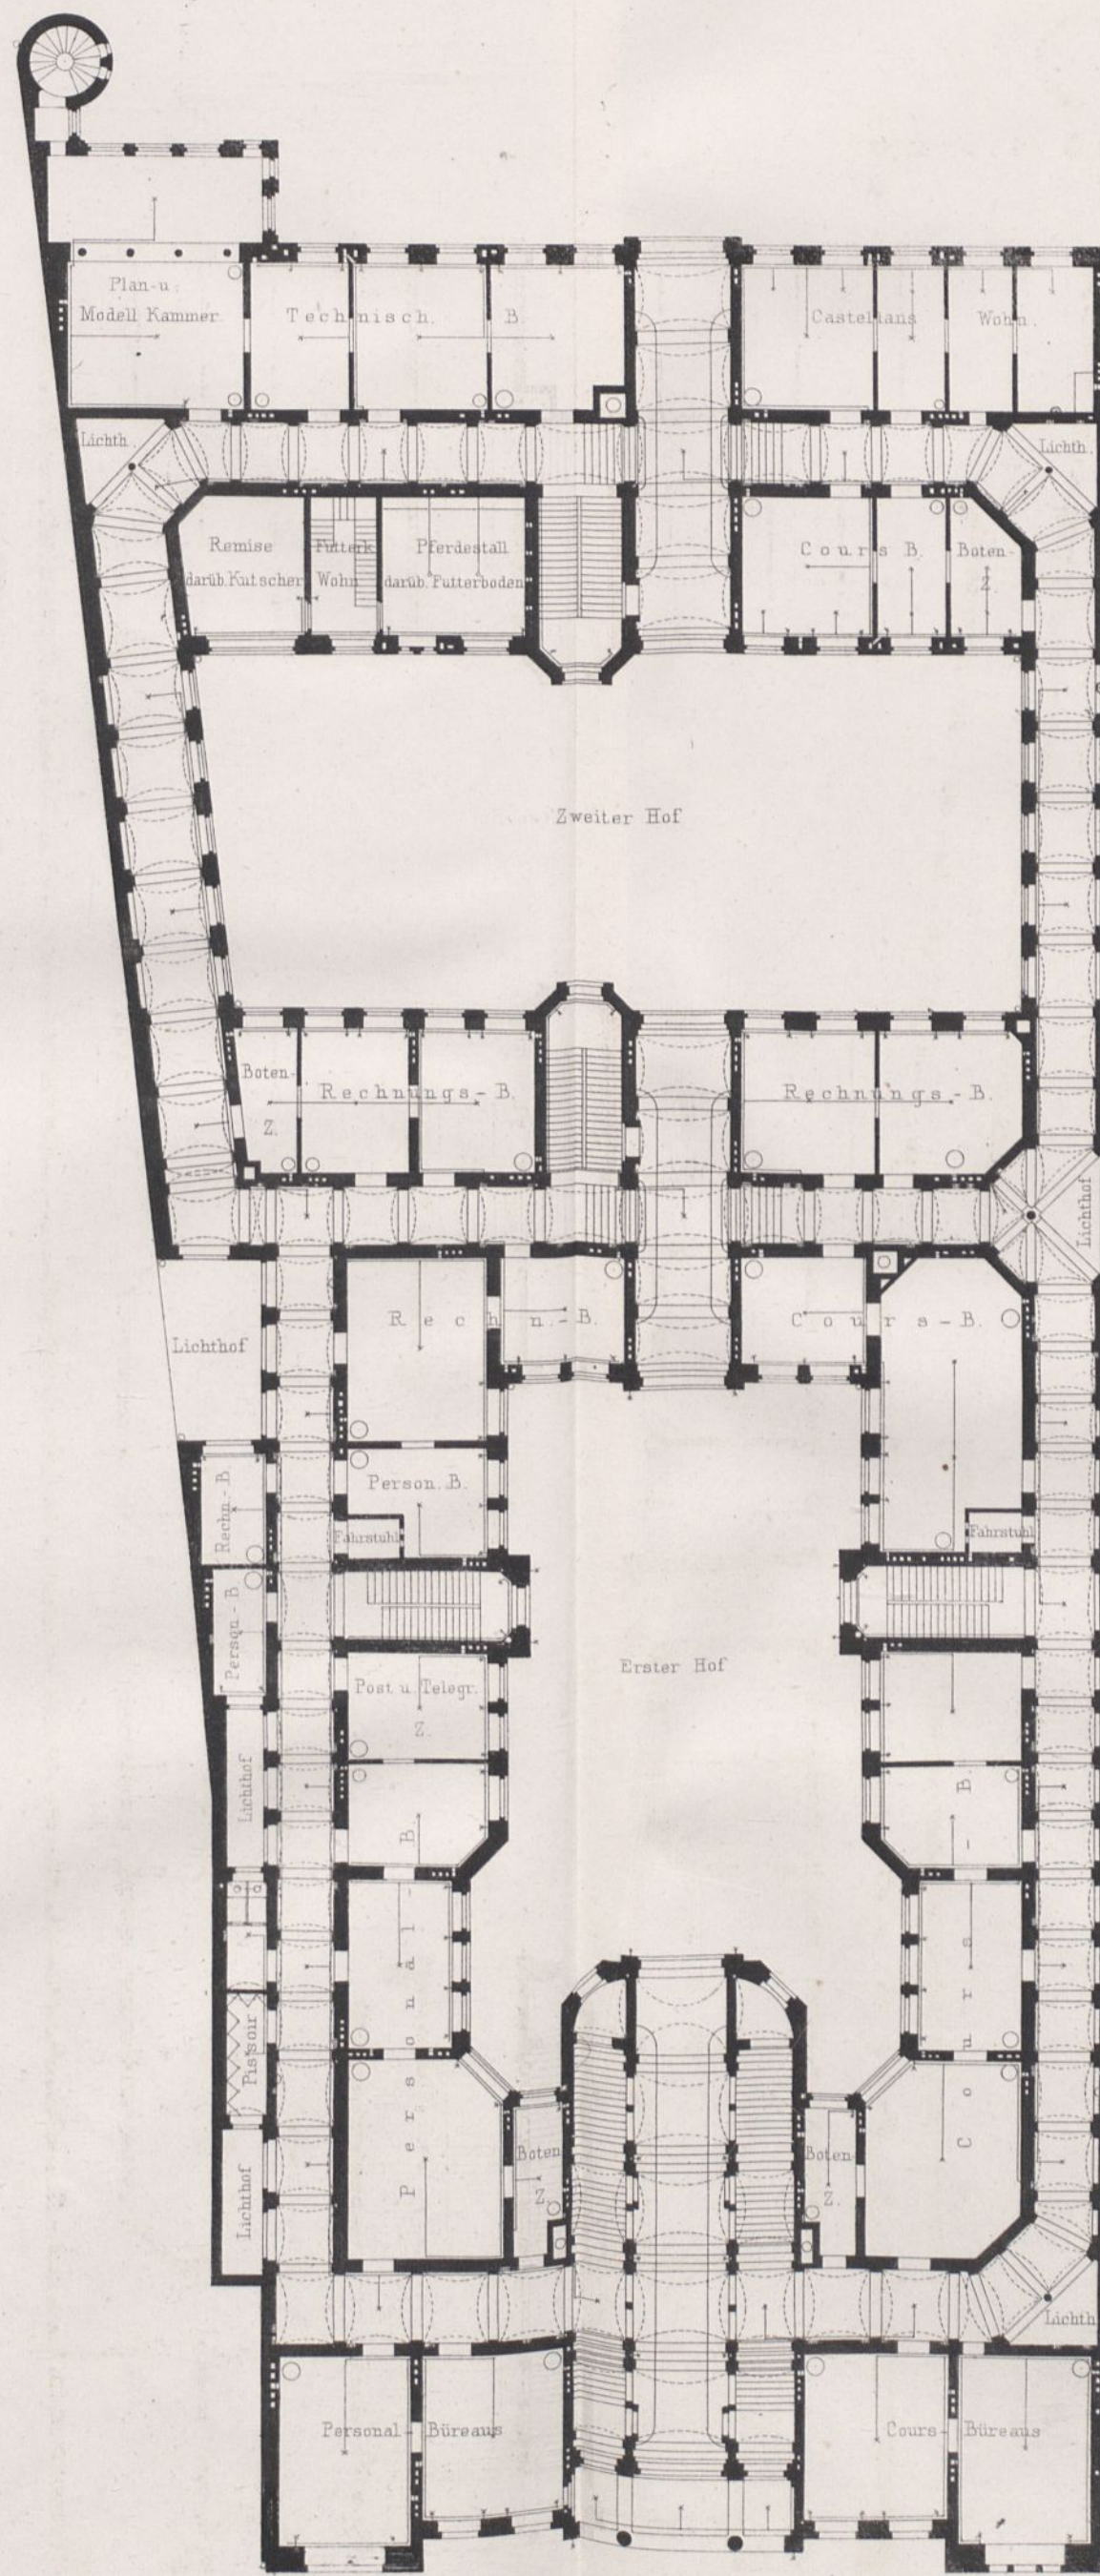 Plan- u.
Modell Kammer.
Technisch. B.
Castellans Wohn.
Lichth.
Lichth.
Remise
darüb. Kutscher
Futterk.
Wohn
Pferdestall
darüb. Futterboden
Cours B.
Boten-
Z.
Zweiter Hof
Boten-
Z.
Rechnungs-B.
Rechnungs-B.
Lichthof
Rechn.-B.
Cours-B.
Lichthof
Rechn.-B
Person. B.
Fahrstuhl
Fahrstuhl
Person.-B
Erster Hof
Post u. Telegr.
Z.
Lichthof
Personal-B.
Cours-B.
Pissoir
Lichthof
Boten
Z.
Boten-
Z.
Lichth.
Personal-Büreaus
Cours-Büreaus